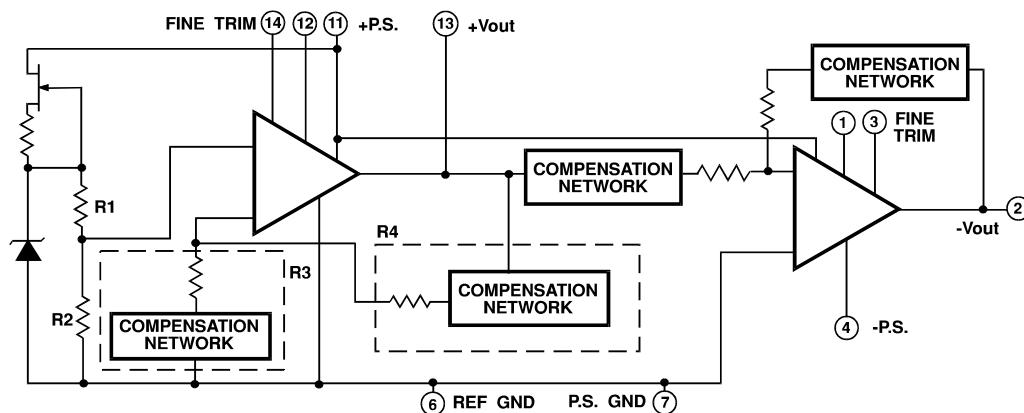 FINE TRIM 14 12 11 +P.S. 13 +Vout
COMPENSATION
NETWORK
1 3 FINE
TRIM
COMPENSATION
NETWORK
R1
2
-Vout
R4
R3
COMPENSATION
NETWORK
R2
COMPENSATION
NETWORK
4 -P.S.
6 REF GND P.S. GND 7